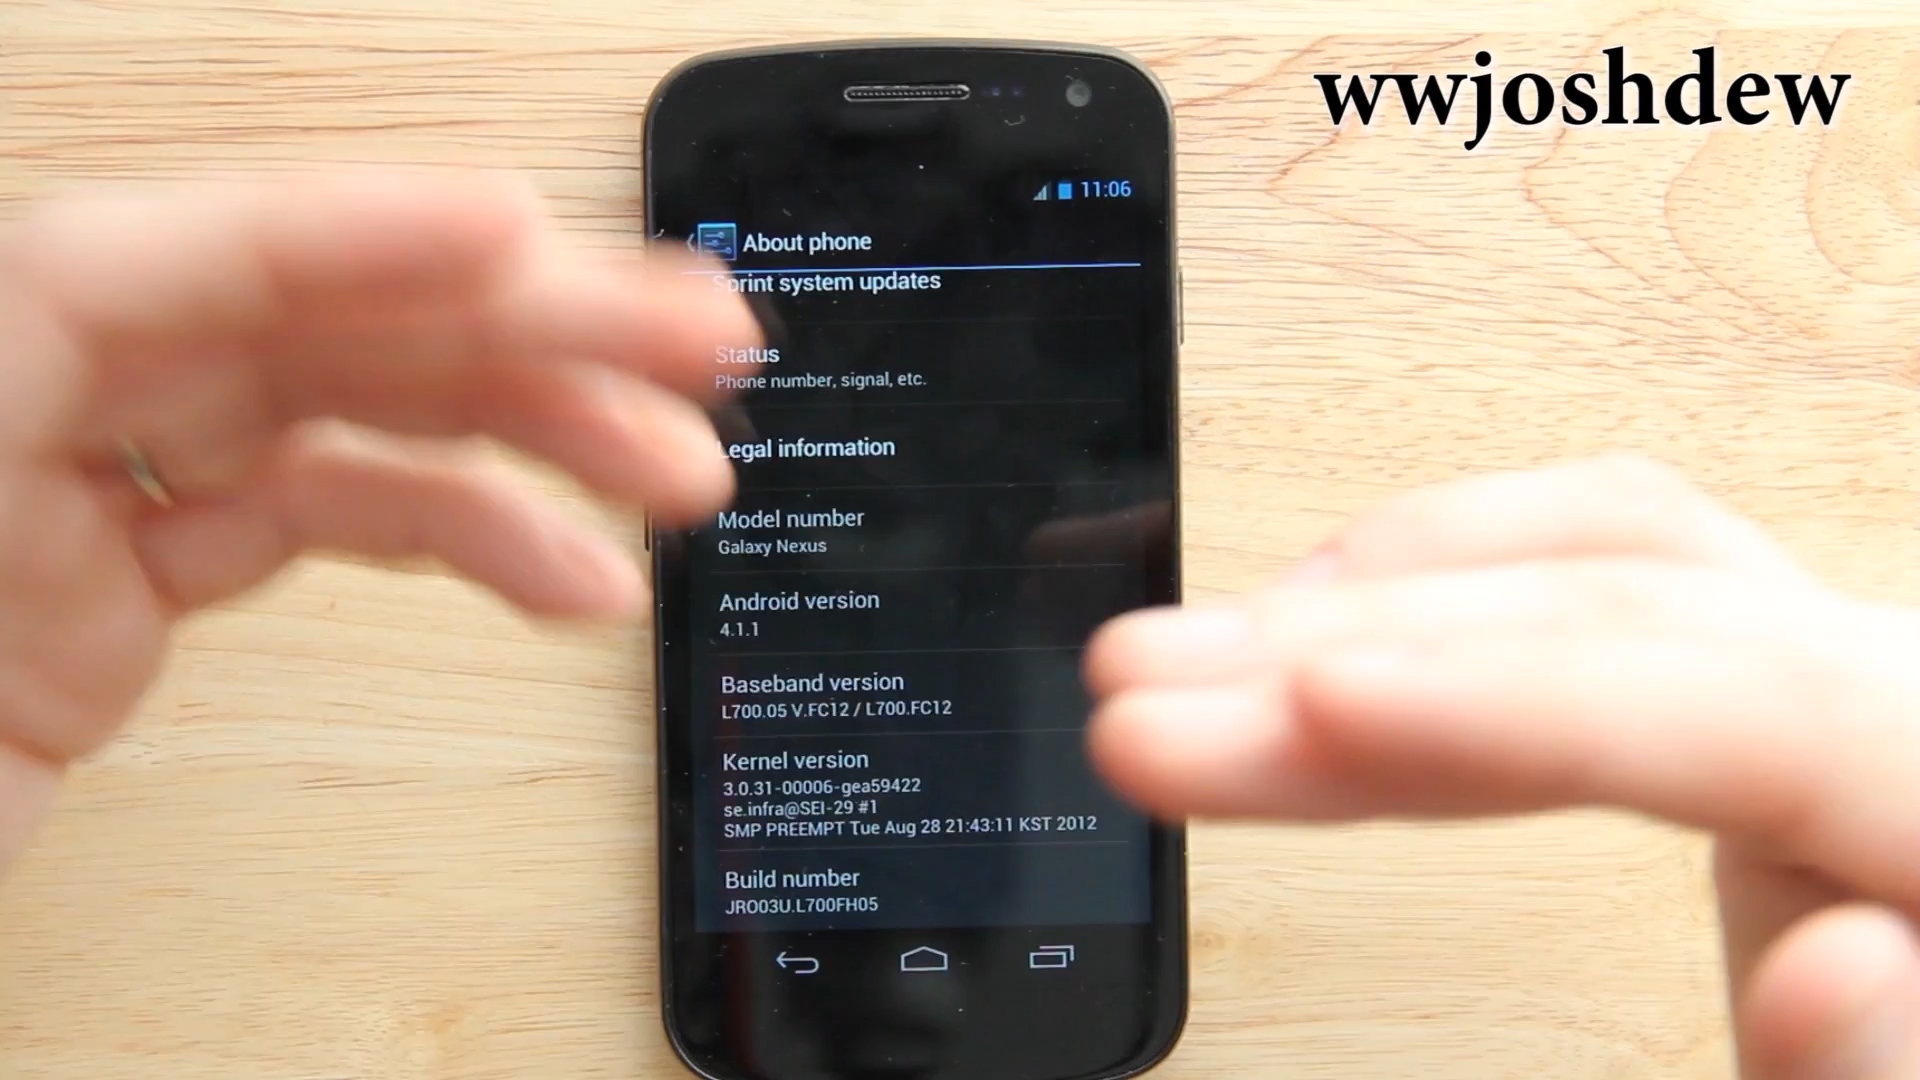 wwjoshdew
11:06
About phone
Sprint system updates
Status
Phone number, signal, etc.
Legal information
Model number
Galaxy Nexus
Android version
4.1.1
Baseband version
L700.05 V.FC12 / L700.FC12
Kernel version
3.0.31-00006-gea59422
se.infra@SEI-29 #1
SMP PREEMPT Tue Aug 28 21:43:11 KST 2012
Build number
JRO03U.L700FH05